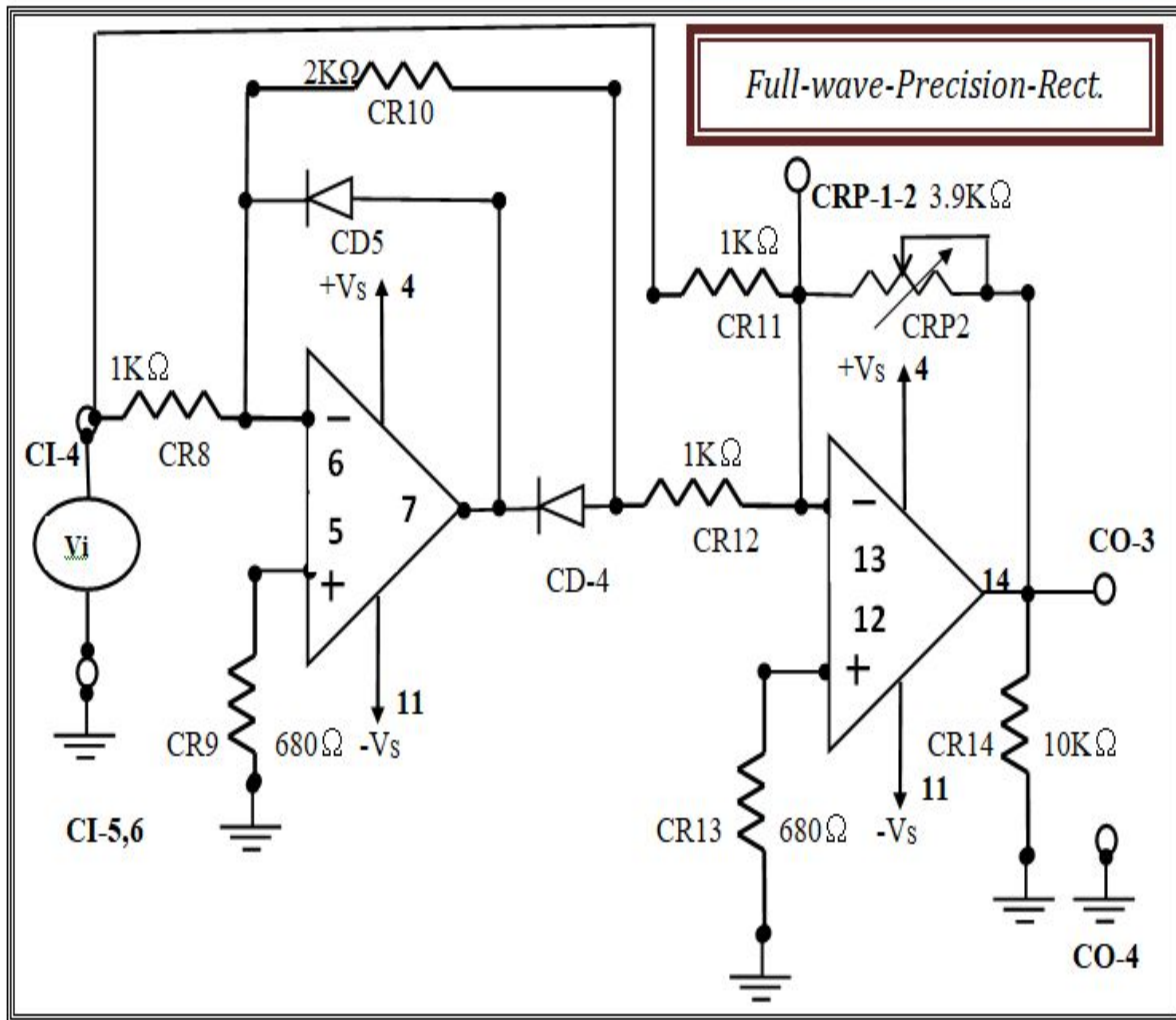 Full-wave-Precision-Rect.
2KΩ
CR10
CD5
+VS 4
CRP-1-2 3.9KΩ
1KΩ
CR11
CRP2
+VS 4
1KΩ
CR8
CI-4
Vi
−
6
5
+
7
CD-4
1KΩ
CR12
−
13
12
+
14
CO-3
11
-VS
CR9 680Ω
CI-5,6
11
-VS
CR13 680Ω
CR14 10KΩ
CO-4